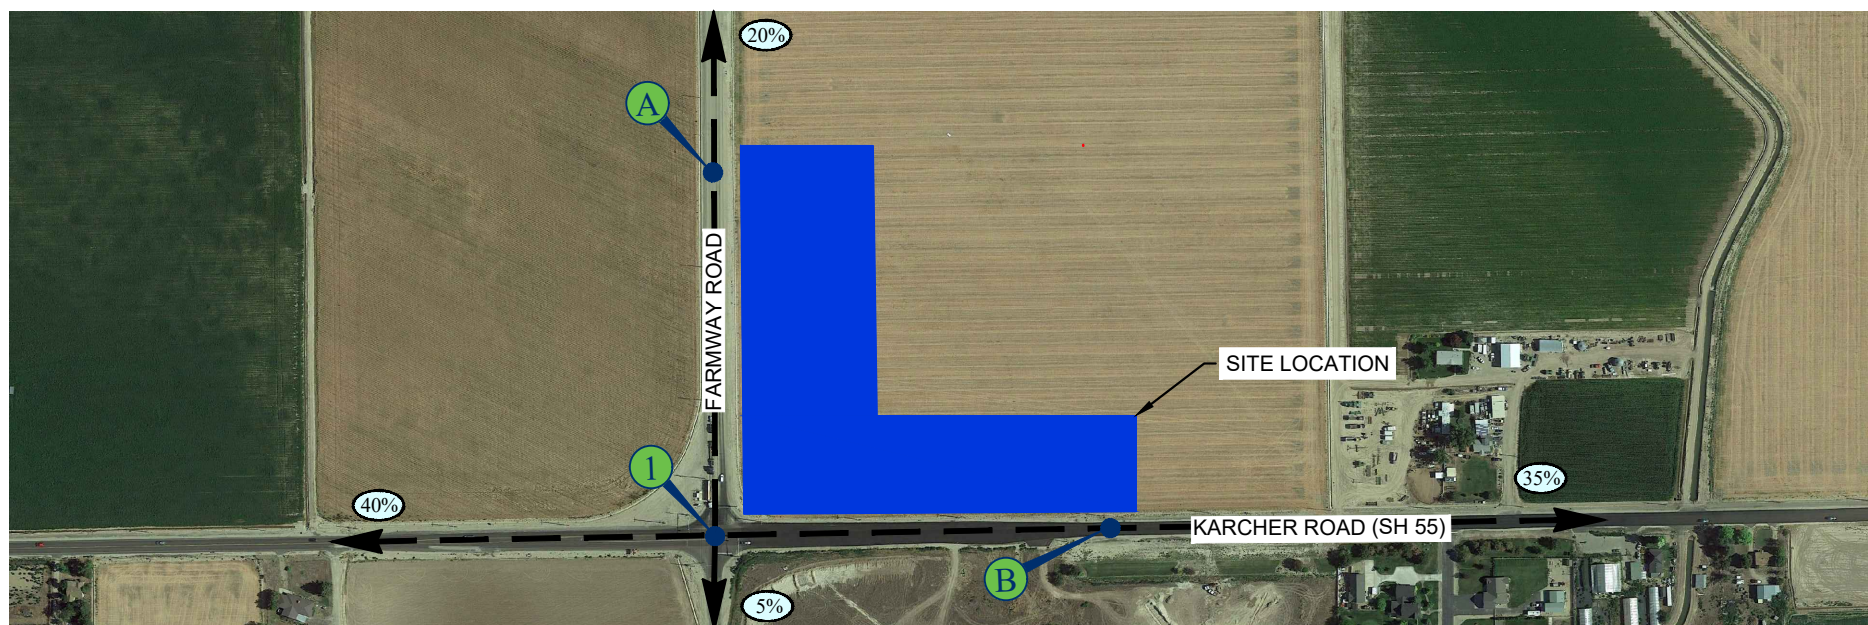 20%
A
FARMWAY ROAD
SITE LOCATION
1
40%
35%
KARCHER ROAD (SH 55)
B
5%